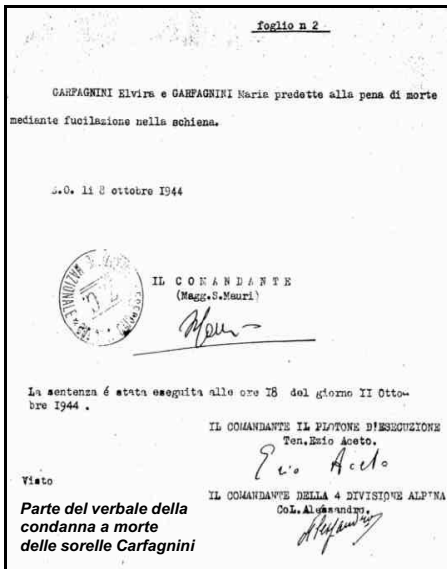 foglio n 2
GARFAGNINI Elvira e GARFAGNINI Maria predette alla pena di morte
mediante fucilazione nella schiena.
li 8 ottobre 1944
IL COMANDANTE
(Magg.S.Mauri)
La sentenza é stata eseguita alle ore I8 del giorno II Otto-
bre I944 .
IL COMANDANTE IL PLOTONE D'ESECUZIONE
Ten.Ezio Aceto.
Ezio Aceto
Visto
IL COMANDANTE DELLA 4 DIVISIONE ALPINA
Col.Alessandro.
Parte del verbale della
condanna a morte
delle sorelle Carfagnini